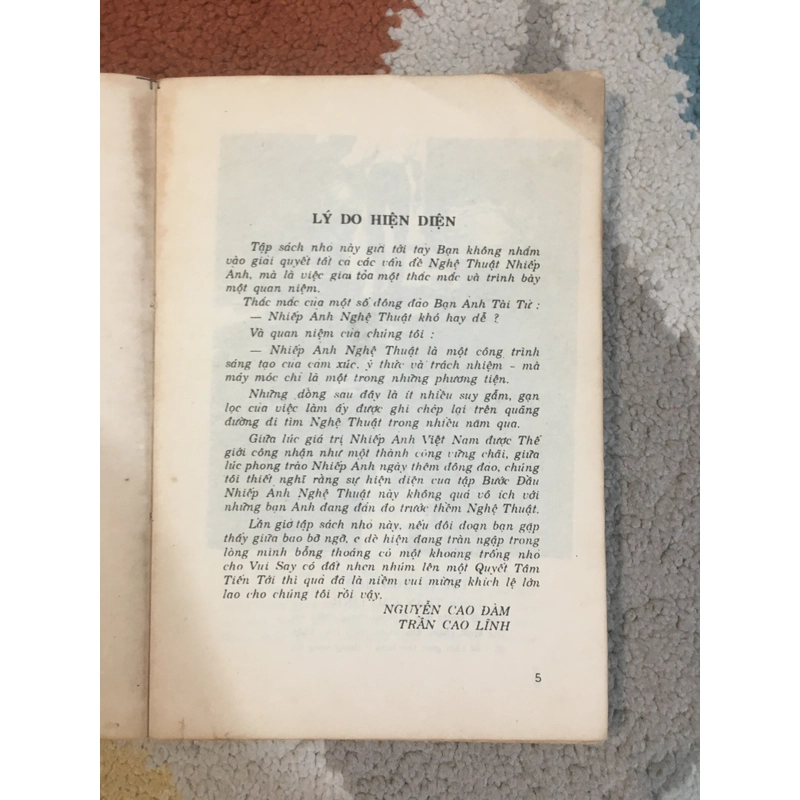 LÝ DO HIỆN DIỆN
Tập sách nhỏ này gửi tới tay Bạn không nhầm
vào giải quyết tất cả các vấn đề Nghệ Thuật Nhiếp
Ảnh, mà là việc giải tỏa một thắc mắc và trình bày
một quan niệm.
Thắc mắc của một số đông đảo Bạn Ảnh Tài Tử :
— Nhiếp Ảnh Nghệ Thuật khó hay dễ ?
Và quan niệm của chúng tôi :
— Nhiếp Ảnh Nghệ Thuật là một công trình
sáng tạo của cảm xúc, ý thức và trách nhiệm - mà
máy móc chỉ là một trong những phương tiện.
Những dòng sau đây là ít nhiều suy gẫm, gạn
lọc của việc làm ấy được ghi chép lại trên quãng
đường đi tìm Nghệ Thuật trong nhiều năm qua.
Giữa lúc giá trị Nhiếp Ảnh Việt Nam được Thế
giới công nhận như một thành công vững chãi, giữa
lúc phong trào Nhiếp Ảnh ngày thêm đông đảo, chúng
tôi thiết nghĩ rằng sự hiện diện của tập Bước Đầu
Nhiếp Ảnh Nghệ Thuật này không quá vô ích với
những bạn Ảnh đang đắn đo trước thềm Nghệ Thuật.
Lần giở tập sách nhỏ này, nếu đôi đoạn bạn gặp
thấy giữa bao bỡ ngỡ, e dè hiện đang tràn ngập trong
lòng mình bỗng thoáng có một khoảng trống nhỏ
cho Vui Say có đất nhen nhúm lên một Quyết Tâm
Tiến Tới thì quả đã là niềm vui mừng khích lệ lớn
lao cho chúng tôi rồi vậy.
NGUYỄN CAO ĐÀM
TRẦN CAO LĨNH
5